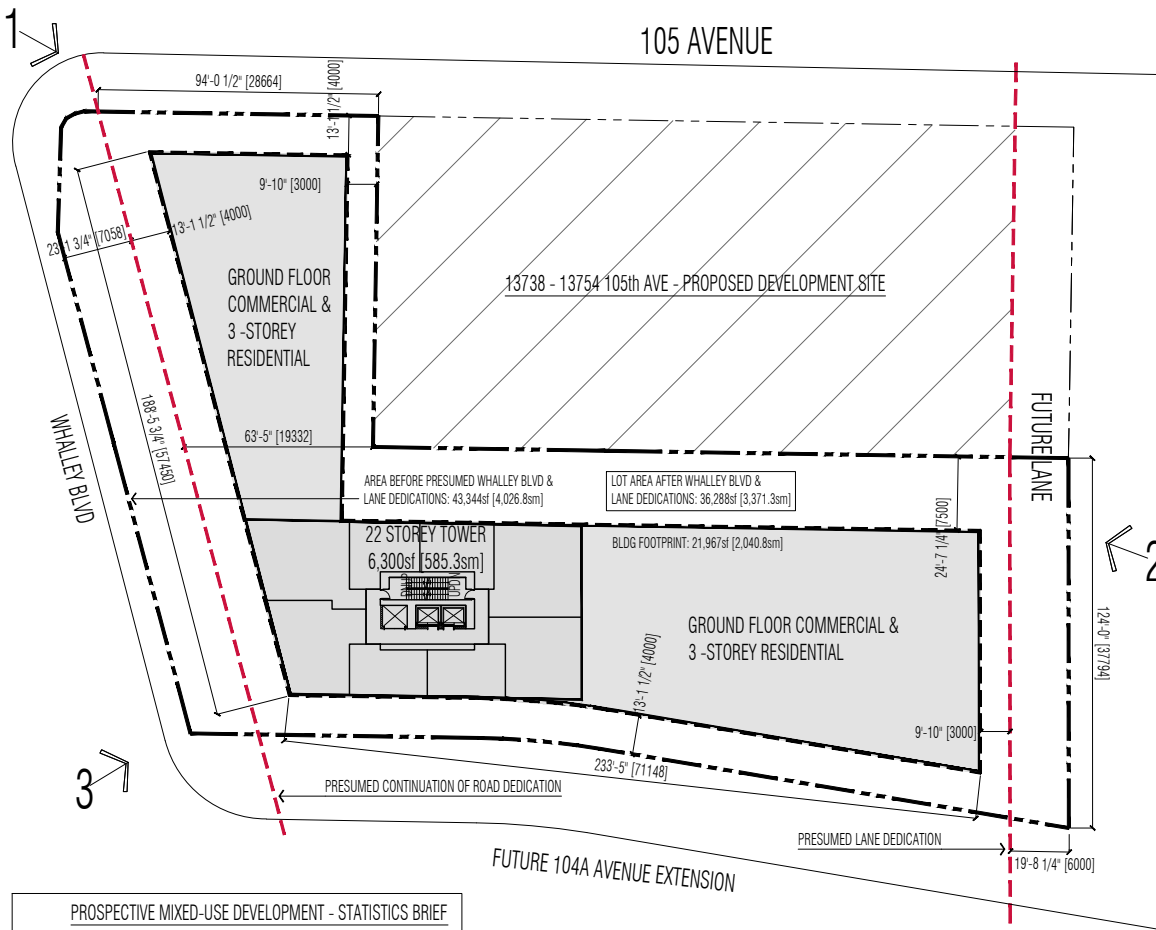 1
105 AVENUE
94'-0 1/2" [28664]
13'-1 1/2" [4000]
9'-10" [3000]
23'-1 3/4" [7058]
13'-1 1/2" [4000]
GROUND FLOOR
COMMERCIAL &
3 -STOREY
RESIDENTIAL
13738 - 13754 105th AVE - PROPOSED DEVELOPMENT SITE
WHALLEY BLVD
188-5 3/4" [57450]
63'-5" [19332]
FUTURE LANE
AREA BEFORE PRESUMED WHALLEY BLVD &
LANE DEDICATIONS: 43,344sf [4,026.8sm]
LOT AREA AFTER WHALLEY BLVD &
LANE DEDICATIONS: 36,288sf [3,371.3sm]
24'-7 1/4" [7500]
22 STOREY TOWER
6,300sf [585.3sm]
BLDG FOOTPRINT: 21,967sf [2,040.8sm]
2
GROUND FLOOR COMMERCIAL &
3 -STOREY RESIDENTIAL
13'-1 1/2" [4000]
124'-0" [37794]
9'-10" [3000]
233'-5" [71148]
3
PRESUMED CONTINUATION OF ROAD DEDICATION
PRESUMED LANE DEDICATION
19'-8 1/4" [6000]
FUTURE 104A AVENUE EXTENSION
PROSPECTIVE MIXED-USE DEVELOPMENT - STATISTICS BRIEF